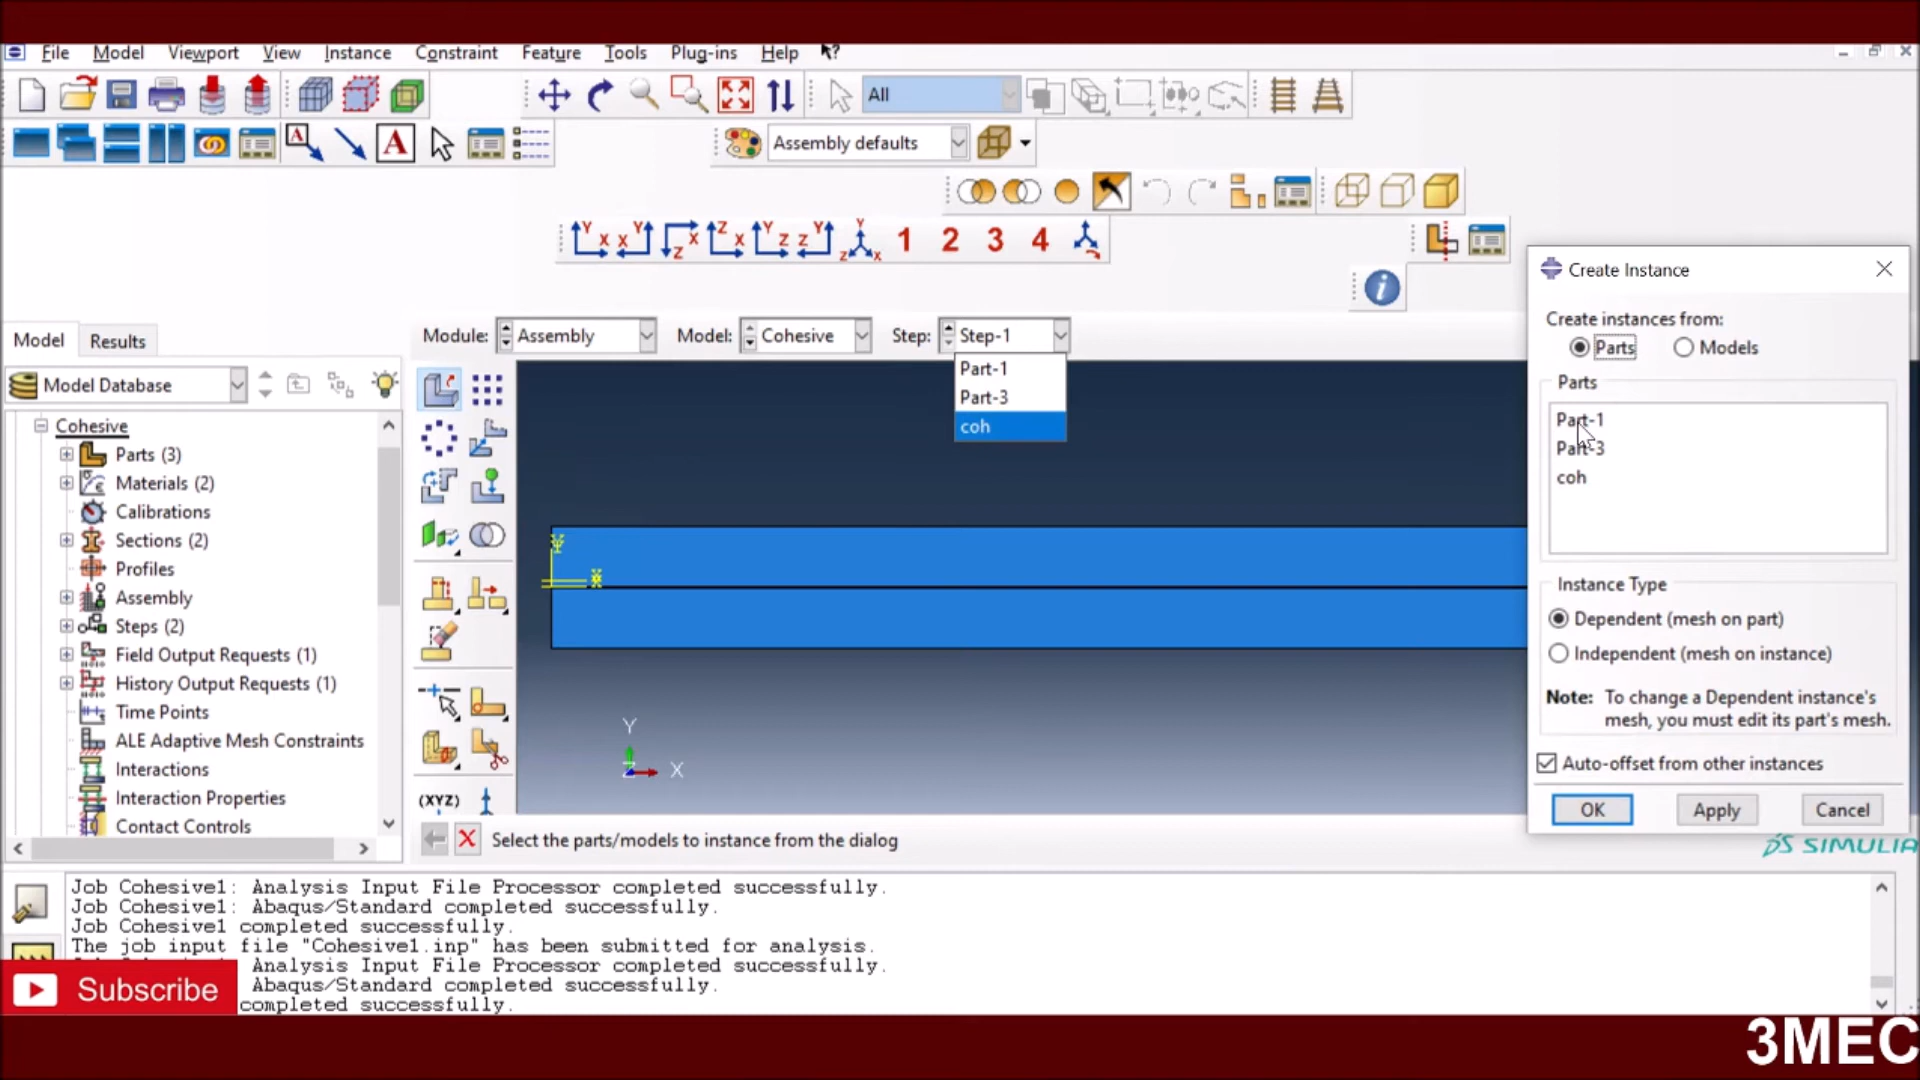 File Model Viewport View Instance Constraint Feature Tools Plug-ins Help
All
A A Assembly defaults
Y X X Y X Z Z X Y Z Z Y Y Z X 1 2 3 4
i
Create Instance
Create instances from:
Parts Models
Parts
Part-1
Part-3
coh
Instance Type
Dependent (mesh on part)
Independent (mesh on instance)
Note: To change a Dependent instance's
mesh, you must edit its part's mesh.
Auto-offset from other instances
OK Apply Cancel
Model Results
Module: Assembly Model: Cohesive Step: Step-1
Part-1
Part-3
coh
Model Database
Cohesive
Parts (3)
Materials (2)
Calibrations
Sections (2)
Profiles
Assembly
Steps (2)
Field Output Requests (1)
History Output Requests (1)
Time Points
ALE Adaptive Mesh Constraints
Interactions
Interaction Properties
Contact Controls
(XYZ)
Y
Z X
Select the parts/models to instance from the dialog
SIMULIA
Job Cohesive1: Analysis Input File Processor completed successfully.
Job Cohesive1: Abaqus/Standard completed successfully.
Job Cohesive1 completed successfully.
The job input file "Cohesive1.inp" has been submitted for analysis.
Analysis Input File Processor completed successfully.
Abaqus/Standard completed successfully.
completed successfully.
Subscribe
3MEC